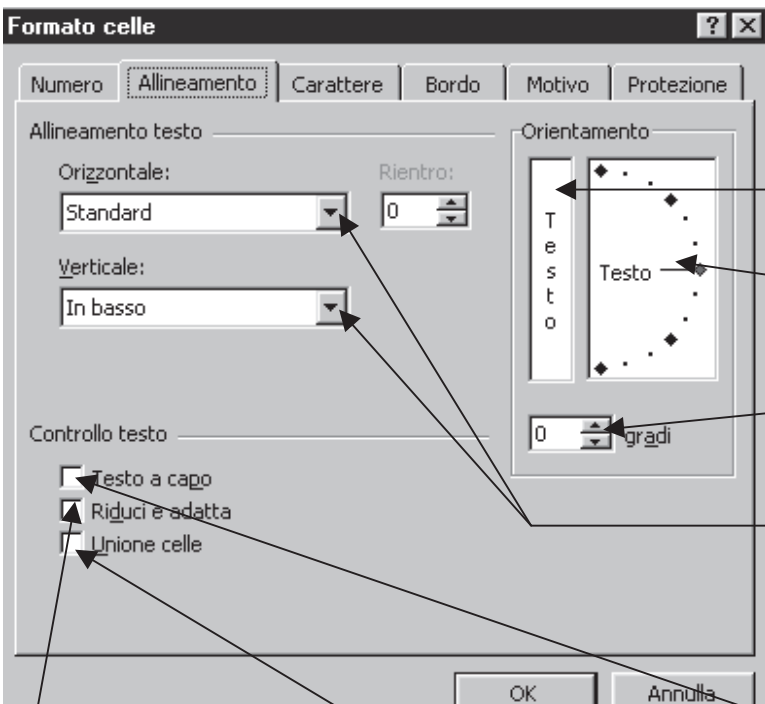 Formato celle
Numero Allineamento Carattere Bordo Motivo Protezione
Allineamento testo
Orizzontale: Rientro:
Standard 0
Verticale:
In basso
Orientamento
Testo
Testo
0 gradi
Controllo testo
Testo a capo
Riduci e adatta
Unione celle
OK Annulla